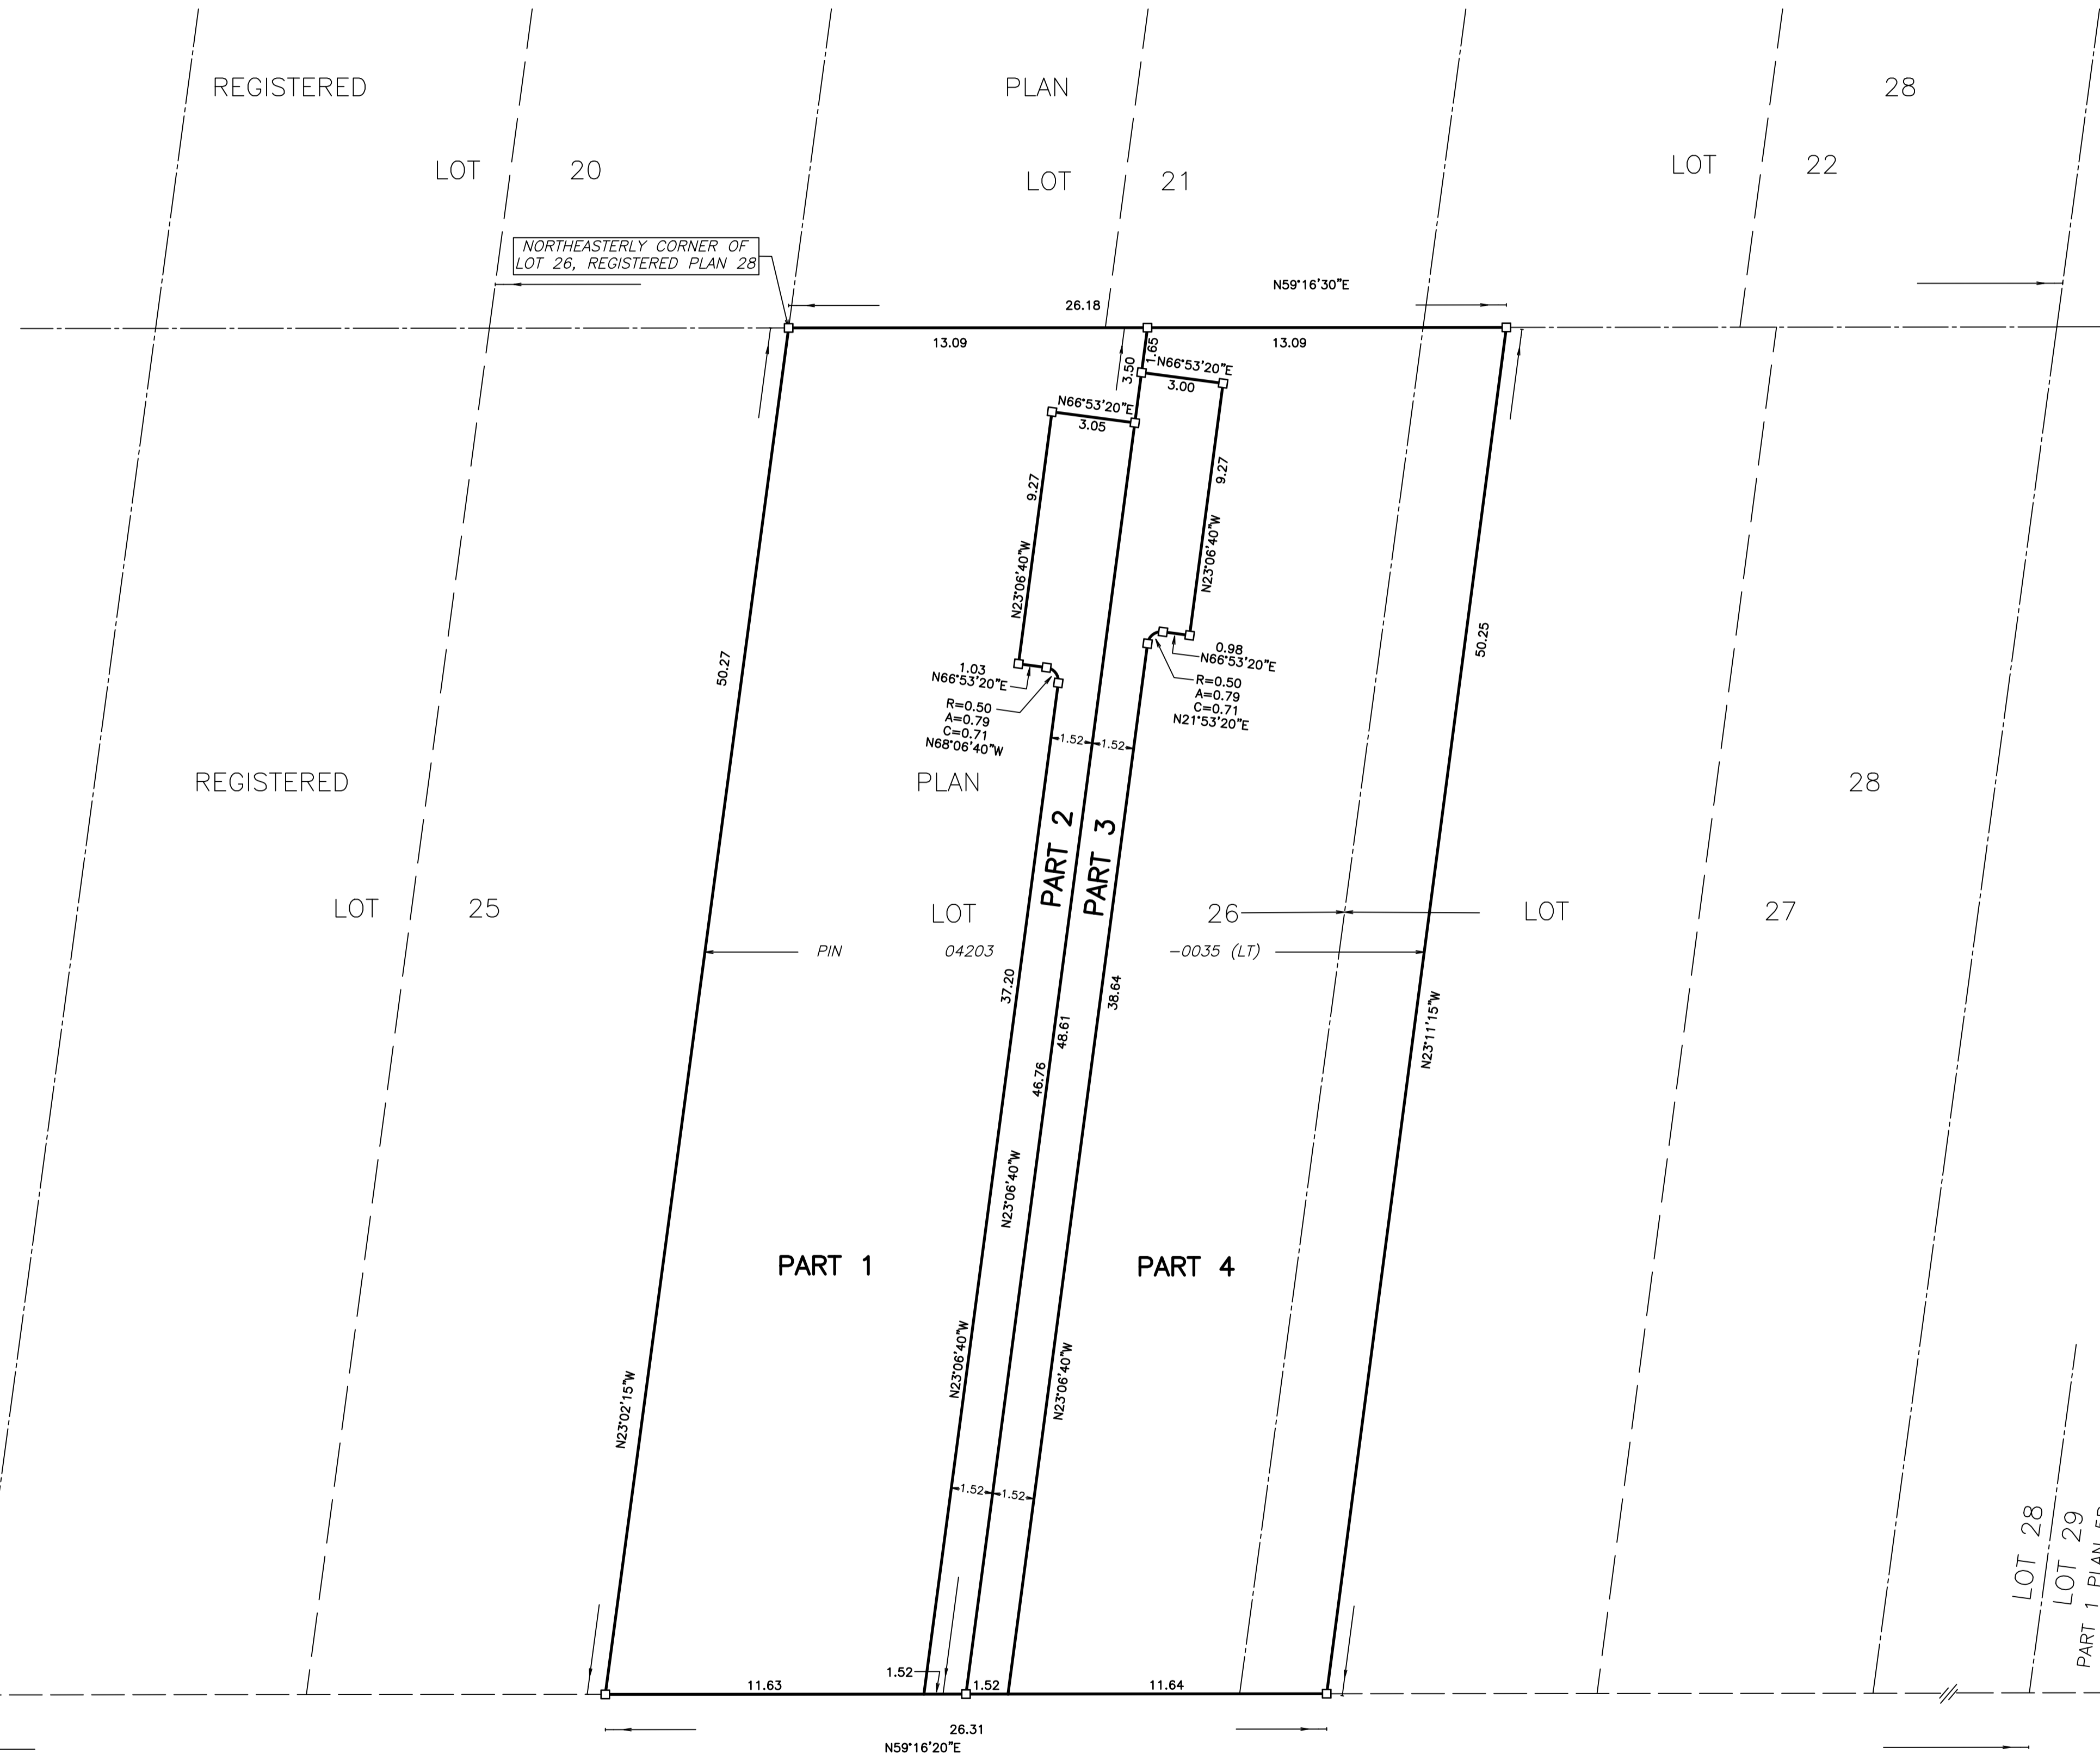 REGISTERED PLAN 28
LOT 20
LOT 21
LOT 22
NORTHEASTERLY CORNER OF
LOT 26, REGISTERED PLAN 28
N59°16'30"E
26.18
13.09
13.09
1.65
3.50
N66°53'20"E
3.00
N66°53'20"E
3.05
9.27
N23°06'40"W
9.27
N23°06'40"W
50.27
50.25
1.03
N66°53'20"E
R=0.50
A=0.79
C=0.71
N68°06'40"W
0.98
N66°53'20"E
R=0.50
A=0.79
C=0.71
N21°53'20"E
1.52
1.52
REGISTERED PLAN 28
PART 2
PART 3
LOT 25
LOT 26
LOT 27
PIN 04203 -0035 (LT)
37.20
38.64
48.61
46.76
N23°11'15"W
N23°06'40"W
PART 1
PART 4
N23°02'15"W
N23°06'40"W
N23°06'40"W
1.52
1.52
LOT 28
LOT 29
PART 1 PLAN
1.52
11.63
1.52
11.64
26.31
N59°16'20"E